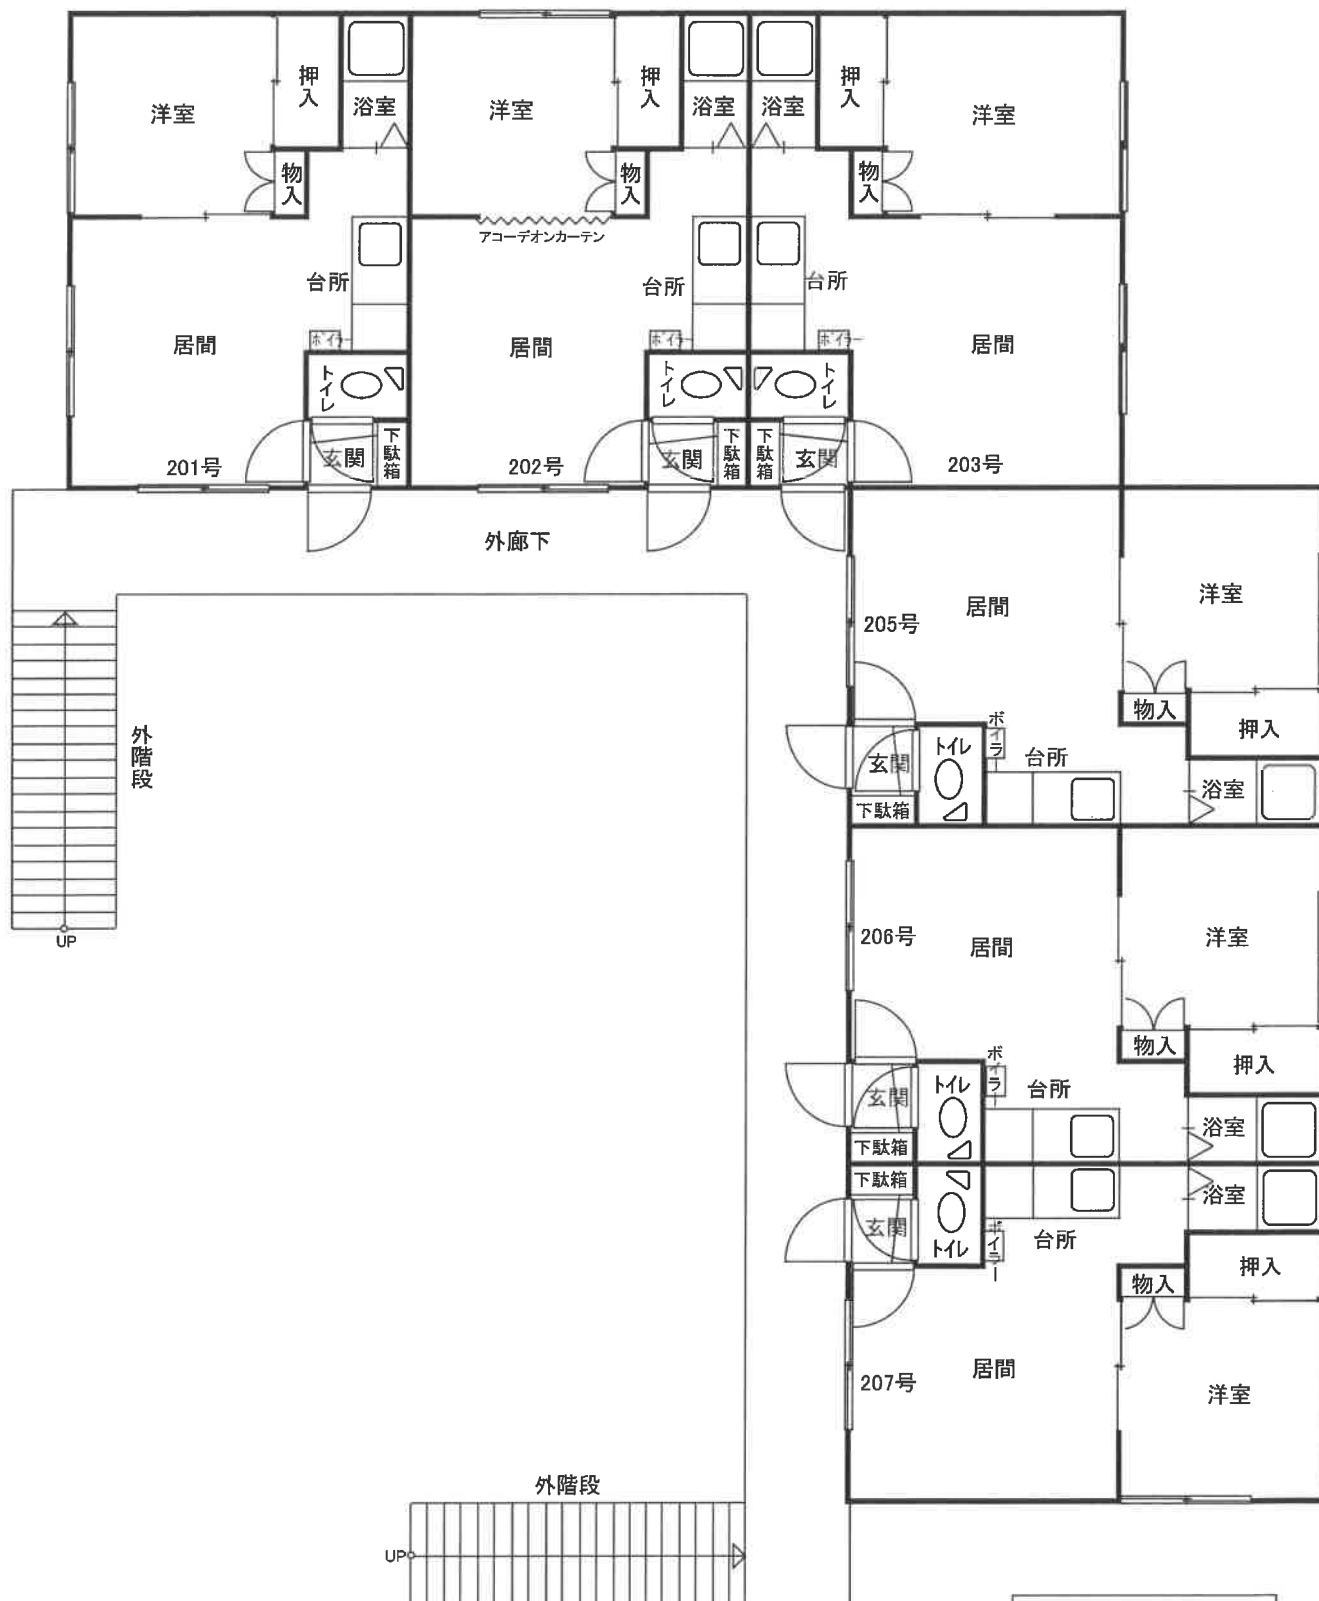 洋室
押入
浴室
物入
台所
居間
ボイラー
トイレ
玄関
下駄箱
201号
洋室
押入
浴室
物入
アコーデオンカーテン
台所
居間
ボイラー
トイレ
玄関
下駄箱
202号
浴室
押入
洋室
物入
台所
居間
ボイラー
トイレ
下駄箱
玄関
203号
外廊下
外階段
UP
居間
洋室
205号
物入
押入
ボイラー
トイレ
台所
玄関
下駄箱
浴室
206号
居間
洋室
物入
押入
ボイラー
トイレ
台所
玄関
下駄箱
浴室
下駄箱
玄関
トイレ
ボイラー
台所
浴室
押入
物入
居間
207号
洋室
外階段
UP